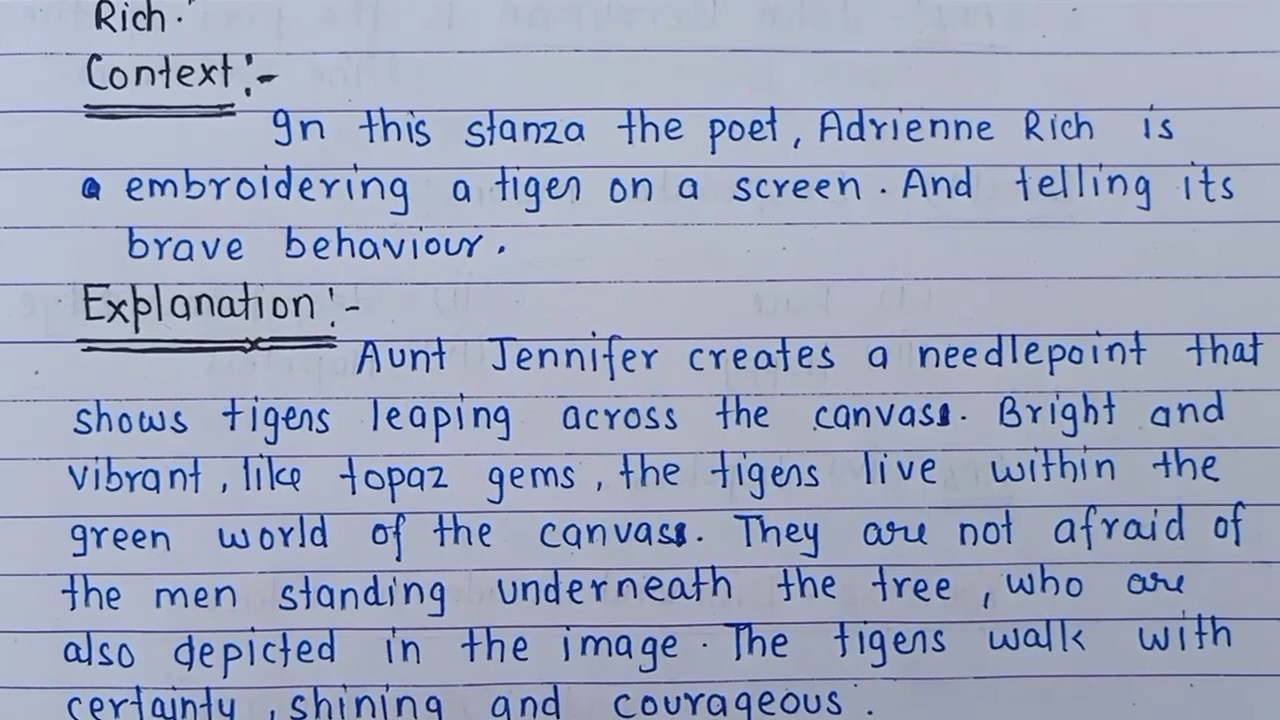 Rich.
Context :-
In this stanza the poet, Adrienne Rich is
a embroidering a tiger on a screen. And telling its
brave behaviour.
Explanation :-
Aunt Jennifer creates a needlepoint that
shows tigers leaping across the canvass. Bright and
vibrant, like topaz gems, the tigers live within the
green world of the canvass. They are not afraid of
the men standing underneath the tree, who are
also depicted in the image. The tigers walk with
certainty, shining and courageous.